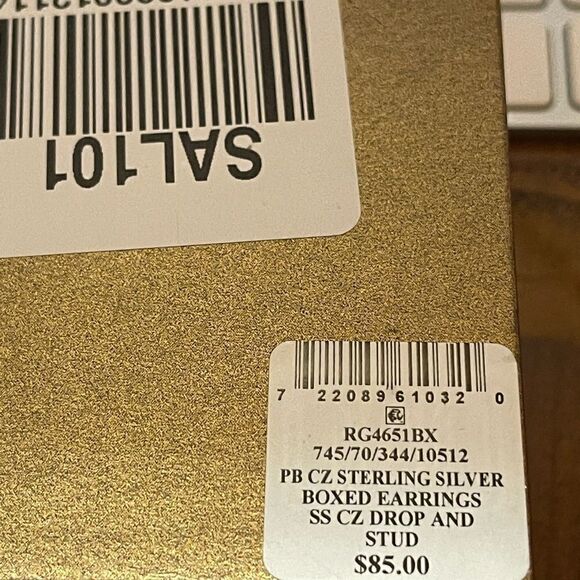 SAL101
7 22089 61032 0
RG4651BX
745/70/344/10512
PB CZ STERLING SILVER
BOXED EARRINGS
SS CZ DROP AND
STUD
$85.00